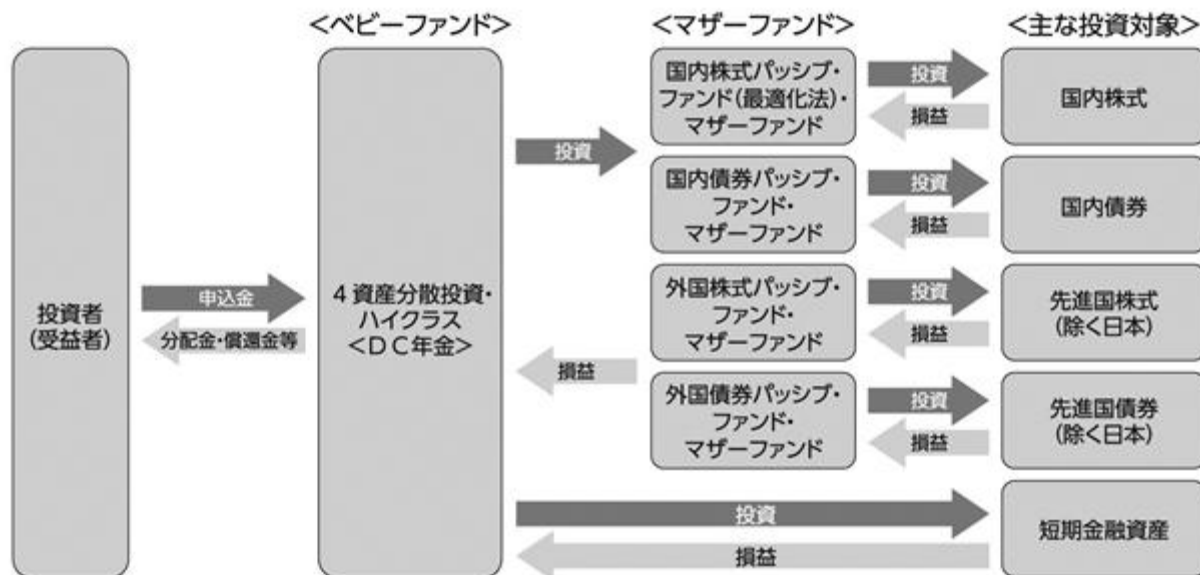 <ベビーファンド>
<マザーファンド>
<主な投資対象>
投資者
(受益者)
申込金
分配金・償還金等
4資産分散投資・
ハイクラス
<DC年金>
投資
損益
国内株式パッシブ・
ファンド(最適化法)・
マザーファンド
投資
損益
国内株式
国内債券パッシブ・
ファンド・
マザーファンド
投資
損益
国内債券
外国株式パッシブ・
ファンド・
マザーファンド
投資
損益
先進国株式
(除く日本)
外国債券パッシブ・
ファンド・
マザーファンド
投資
損益
先進国債券
(除く日本)
投資
損益
短期金融資産